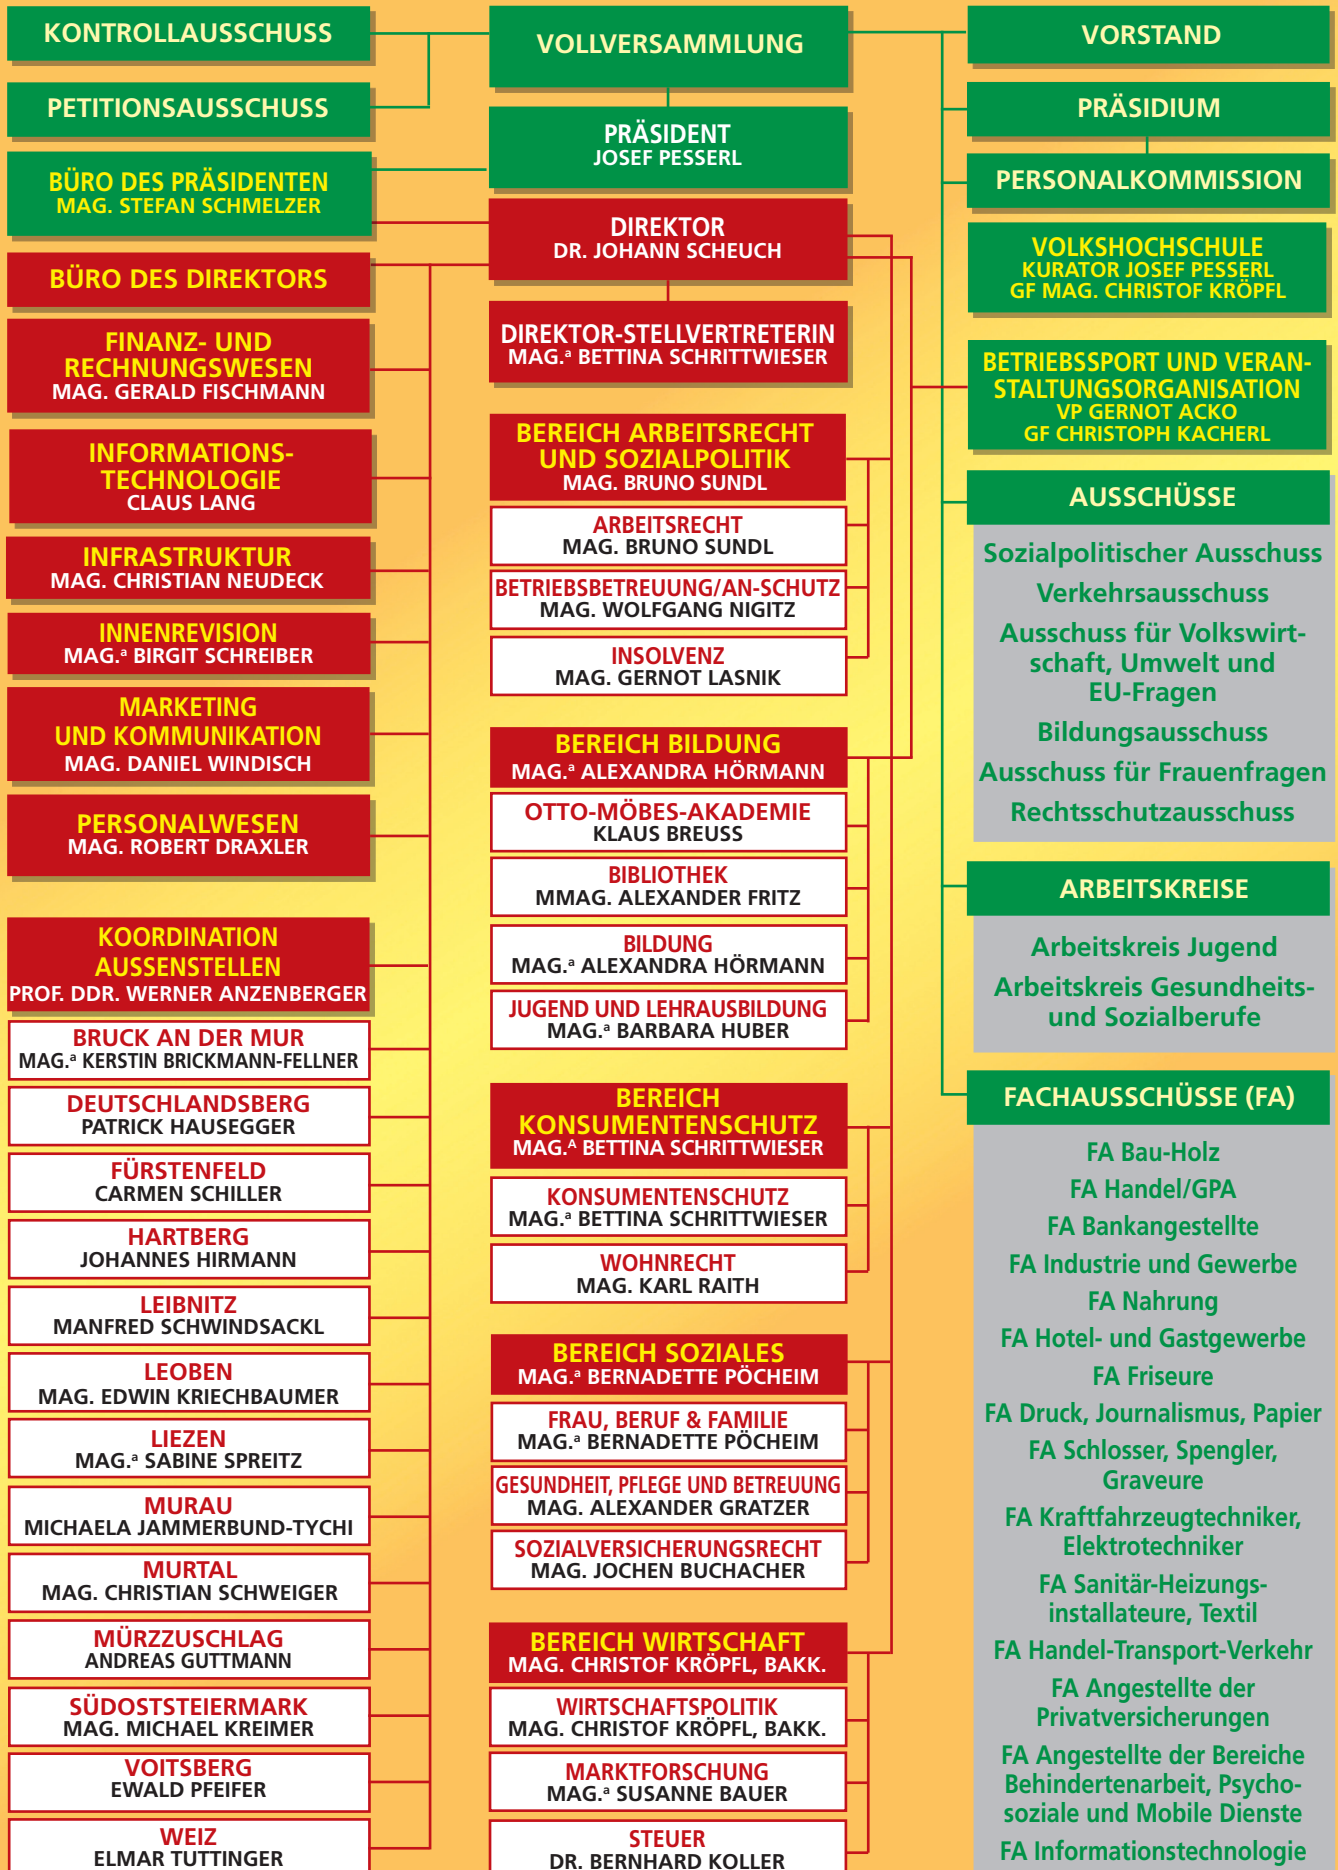 KONTROLLAUSSCHUSS
PETITIONSAUSSCHUSS
BÜRO DES PRÄSIDENTEN
MAG. STEFAN SCHMELZER
BÜRO DES DIREKTORS
FINANZ- UND
RECHNUNGSWESEN
MAG. GERALD FISCHMANN
INFORMATIONS-
TECHNOLOGIE
CLAUS LANG
INFRASTRUKTUR
MAG. CHRISTIAN NEUDECK
INNENREVISION
MAG.ª BIRGIT SCHREIBER
MARKETING
UND KOMMUNIKATION
MAG. DANIEL WINDISCH
PERSONALWESEN
MAG. ROBERT DRAXLER
KOORDINATION
AUSSENSTELLEN
PROF. DDR. WERNER ANZENBERGER
BRUCK AN DER MUR
MAG.ª KERSTIN BRICKMANN-FELLNER
DEUTSCHLANDSBERG
PATRICK HAUSEGGER
FÜRSTENFELD
CARMEN SCHILLER
HARTBERG
JOHANNES HIRMANN
LEIBNITZ
MANFRED SCHWINDSACKL
LEOBEN
MAG. EDWIN KRIECHBAUMER
LIEZEN
MAG.ª SABINE SPREITZ
MURAU
MICHAELA JAMMERBUND-TYCHI
MURTAL
MAG. CHRISTIAN SCHWEIGER
MÜRZZUSCHLAG
ANDREAS GUTTMANN
SÜDOSTSTEIERMARK
MAG. MICHAEL KREIMER
VOITSBERG
EWALD PFEIFER
WEIZ
ELMAR TUTTINGER
VOLLVERSAMMLUNG
PRÄSIDENT
JOSEF PESSERL
DIREKTOR
DR. JOHANN SCHEUCH
DIREKTOR-STELLVERTRETERIN
MAG.ª BETTINA SCHRITTWIESER
BEREICH ARBEITSRECHT
UND SOZIALPOLITIK
MAG. BRUNO SUNDL
ARBEITSRECHT
MAG. BRUNO SUNDL
BETRIEBSBETREUUNG/AN-SCHUTZ
MAG. WOLFGANG NIGITZ
INSOLVENZ
MAG. GERNOT LASNIK
BEREICH BILDUNG
MAG.ª ALEXANDRA HÖRMANN
OTTO-MÖBES-AKADEMIE
KLAUS BREUSS
BIBLIOTHEK
MMAG. ALEXANDER FRITZ
BILDUNG
MAG.ª ALEXANDRA HÖRMANN
JUGEND UND LEHRAUSBILDUNG
MAG.ª BARBARA HUBER
BEREICH
KONSUMENTENSCHUTZ
MAG.ᴬ BETTINA SCHRITTWIESER
KONSUMENTENSCHUTZ
MAG.ª BETTINA SCHRITTWIESER
WOHNRECHT
MAG. KARL RAITH
BEREICH SOZIALES
MAG.ª BERNADETTE PÖCHEIM
FRAU, BERUF & FAMILIE
MAG.ª BERNADETTE PÖCHEIM
GESUNDHEIT, PFLEGE UND BETREUUNG
MAG. ALEXANDER GRATZER
SOZIALVERSICHERUNGSRECHT
MAG. JOCHEN BUCHACHER
BEREICH WIRTSCHAFT
MAG. CHRISTOF KRÖPFL, BAKK.
WIRTSCHAFTSPOLITIK
MAG. CHRISTOF KRÖPFL, BAKK.
MARKTFORSCHUNG
MAG.ª SUSANNE BAUER
STEUER
DR. BERNHARD KOLLER
VORSTAND
PRÄSIDIUM
PERSONALKOMMISSION
VOLKSHOCHSCHULE
KURATOR JOSEF PESSERL
GF MAG. CHRISTOF KRÖPFL
BETRIEBSSPORT UND VERAN-
STALTUNGSORGANISATION
VP GERNOT ACKO
GF CHRISTOPH KACHERL
AUSSCHÜSSE
Sozialpolitischer Ausschuss
Verkehrsausschuss
Ausschuss für Volkswirt-
schaft, Umwelt und
EU-Fragen
Bildungsausschuss
Ausschuss für Frauenfragen
Rechtsschutzausschuss
ARBEITSKREISE
Arbeitskreis Jugend
Arbeitskreis Gesundheits-
und Sozialberufe
FACHAUSSCHÜSSE (FA)
FA Bau-Holz
FA Handel/GPA
FA Bankangestellte
FA Industrie und Gewerbe
FA Nahrung
FA Hotel- und Gastgewerbe
FA Friseure
FA Druck, Journalismus, Papier
FA Schlosser, Spengler,
Graveure
FA Kraftfahrzeugtechniker,
Elektrotechniker
FA Sanitär-Heizungs-
installateure, Textil
FA Handel-Transport-Verkehr
FA Angestellte der
Privatversicherungen
FA Angestellte der Bereiche
Behindertenarbeit, Psycho-
soziale und Mobile Dienste
FA Informationstechnologie